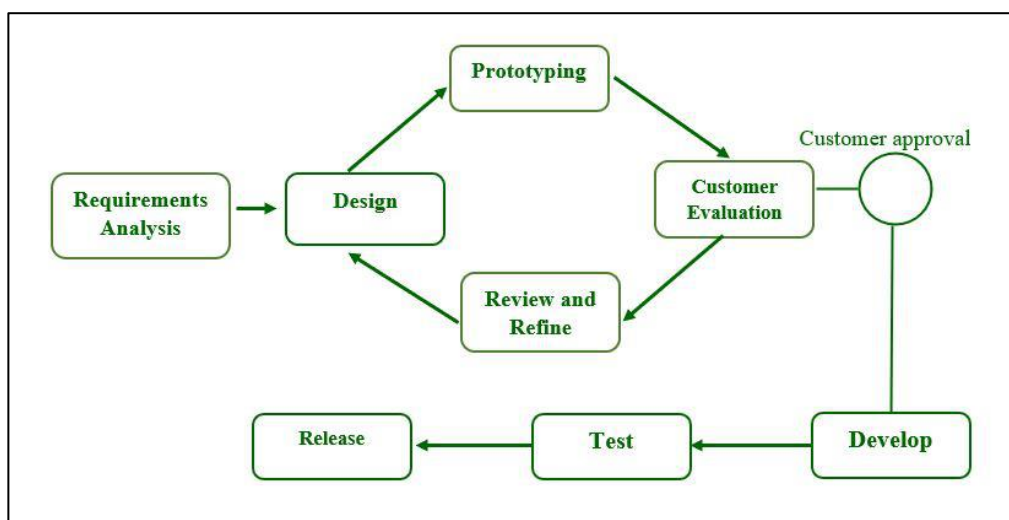 Prototyping
Customer approval
Requirements
Analysis
Design
Customer
Evaluation
Review and
Refine
Release
Test
Develop